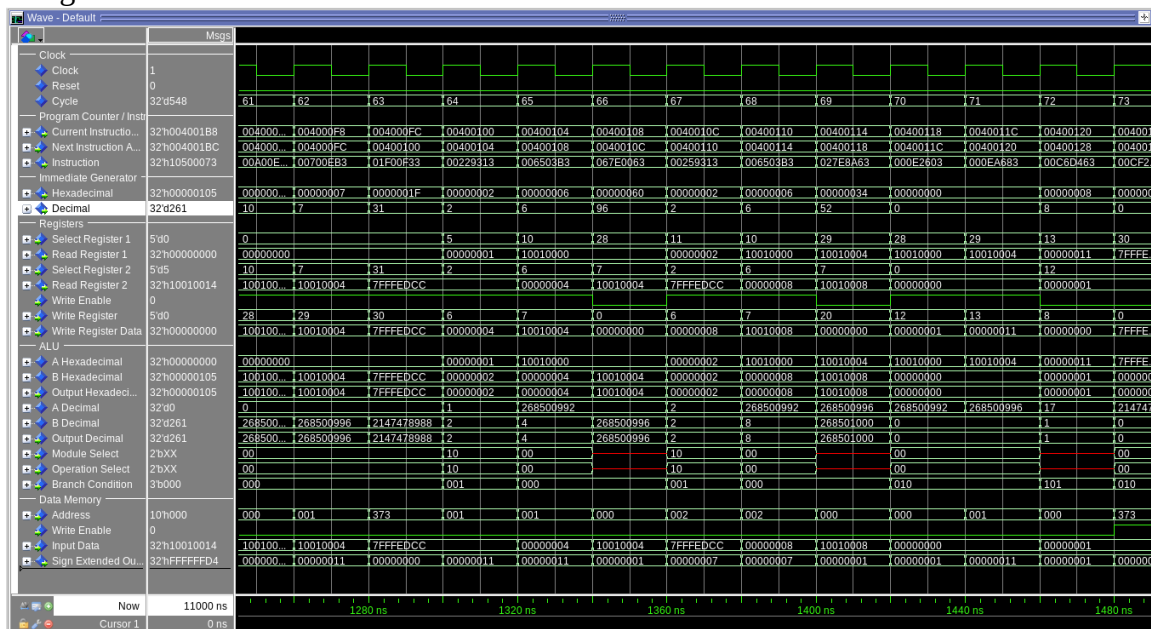 Wave - Default
Msgs
Clock
Clock 1
Reset 0
Cycle 32'd548 61 62 63 64 65 66 67 68 69 70 71 72 73
Program Counter / Instr
Current Instructio... 32'h004001B8 004000... 004000F8 004000FC 00400100 00400104 00400108 0040010C 00400110 00400114 00400118 0040011C 00400120 004001
Next Instruction A... 32'h004001BC 004000... 004000FC 00400100 00400104 00400108 0040010C 00400110 00400114 00400118 0040011C 00400120 00400128 004001
Instruction 32'h10500073 00A00E... 00700EB3 01F00F33 00229313 006503B3 067E0063 00259313 006503B3 027E8A63 000E2603 000EA683 00C6D463 00CF2
Immediate Generator
Hexadecimal 32'h00000105 000000... 00000007 0000001F 00000002 00000006 00000060 00000002 00000006 00000034 00000000 00000008 000000
Decimal 32'd261 10 7 31 2 6 96 2 6 52 0 8 0
Registers
Select Register 1 5'd0 0 5 10 28 11 10 29 28 29 13 30
Read Register 1 32'h00000000 00000000 00000001 10010000 00000002 10010000 10010004 10010000 10010004 00000011 7FFFE
Select Register 2 5'd5 10 7 31 2 6 7 2 6 7 0 12
Read Register 2 32'h10010014 100100... 10010004 7FFFEDCC 00000004 10010004 7FFFEDCC 00000008 10010008 00000000 00000001
Write Enable 0
Write Register 5'd0 28 29 30 6 7 0 6 7 20 12 13 8 0
Write Register Data 32'h00000000 100100... 10010004 7FFFEDCC 00000004 10010004 00000000 00000008 10010008 00000000 00000001 00000011 00000000 7FFFE
ALU
A Hexadecimal 32'h00000000 00000000 00000001 10010000 00000002 10010000 10010004 10010000 10010004 00000011 7FFFE
B Hexadecimal 32'h00000105 100100... 10010004 7FFFEDCC 00000002 00000004 10010004 00000002 00000008 10010008 00000000 00000001 000000
Output Hexadeci... 32'h00000105 100100... 10010004 7FFFEDCC 00000002 00000004 10010004 00000002 00000008 10010008 00000000 00000001 000000
A Decimal 32'd0 0 1 268500992 2 268500992 268500996 268500992 268500996 17 21474
B Decimal 32'd261 268500... 268500996 2147478988 2 4 268500996 2 8 268501000 0 1 0
Output Decimal 32'd261 268500... 268500996 2147478988 2 4 268500996 2 8 268501000 0 1 0
Module Select 2'bXX 00 10 00 10 00 00 00
Operation Select 2'bXX 00 10 00 10 00 00 00
Branch Condition 3'b000 000 001 000 001 000 010 101 010
Data Memory
Address 10'h000 000 001 373 001 001 000 002 002 000 000 001 000 373
Write Enable 0
Input Data 32'h10010014 100100... 10010004 7FFFEDCC 00000004 10010004 7FFFEDCC 00000008 10010008 00000000 00000001
Sign Extended Ou... 32'hFFFFFFD4 000000... 00000011 00000000 00000011 00000011 00000001 00000007 00000007 00000001 00000001 00000011 00000001 000000
Now 11000 ns 1280 ns 1320 ns 1360 ns 1400 ns 1440 ns 1480 ns
Cursor 1 0 ns